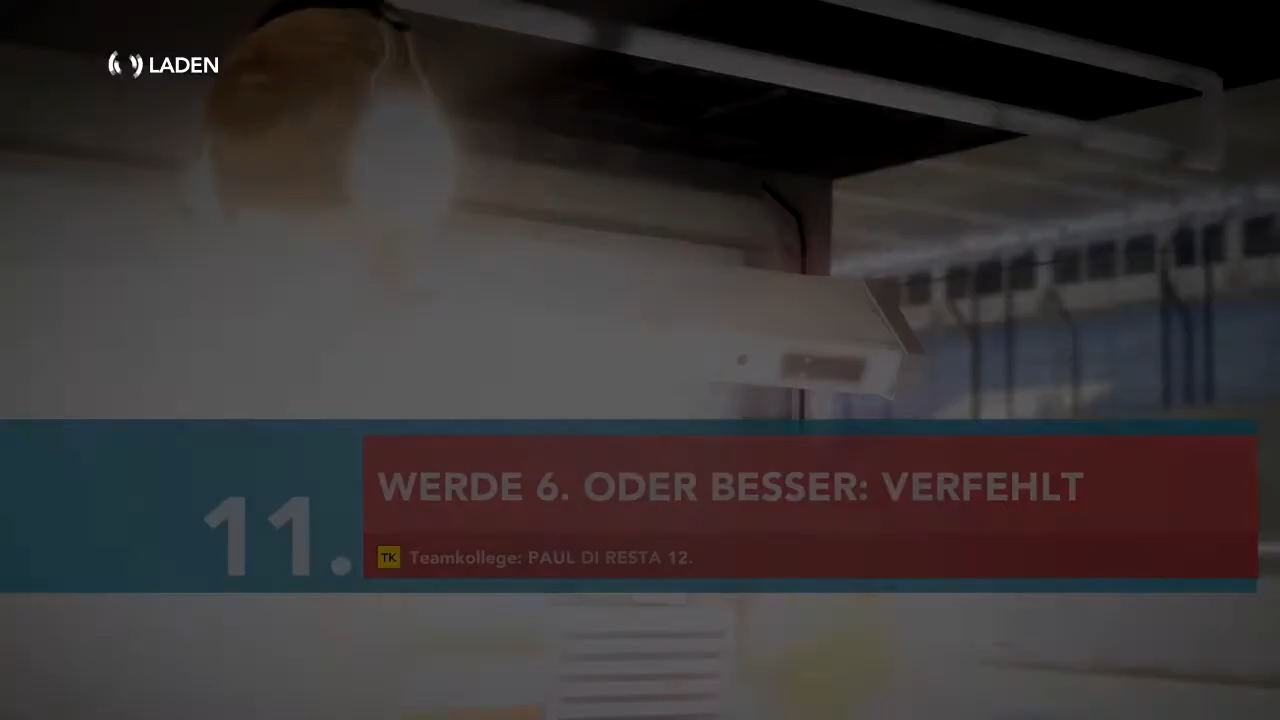 LADEN
11.
WERDE 6. ODER BESSER: VERFEHLT
TK Teamkollege: PAUL DI RESTA 12.